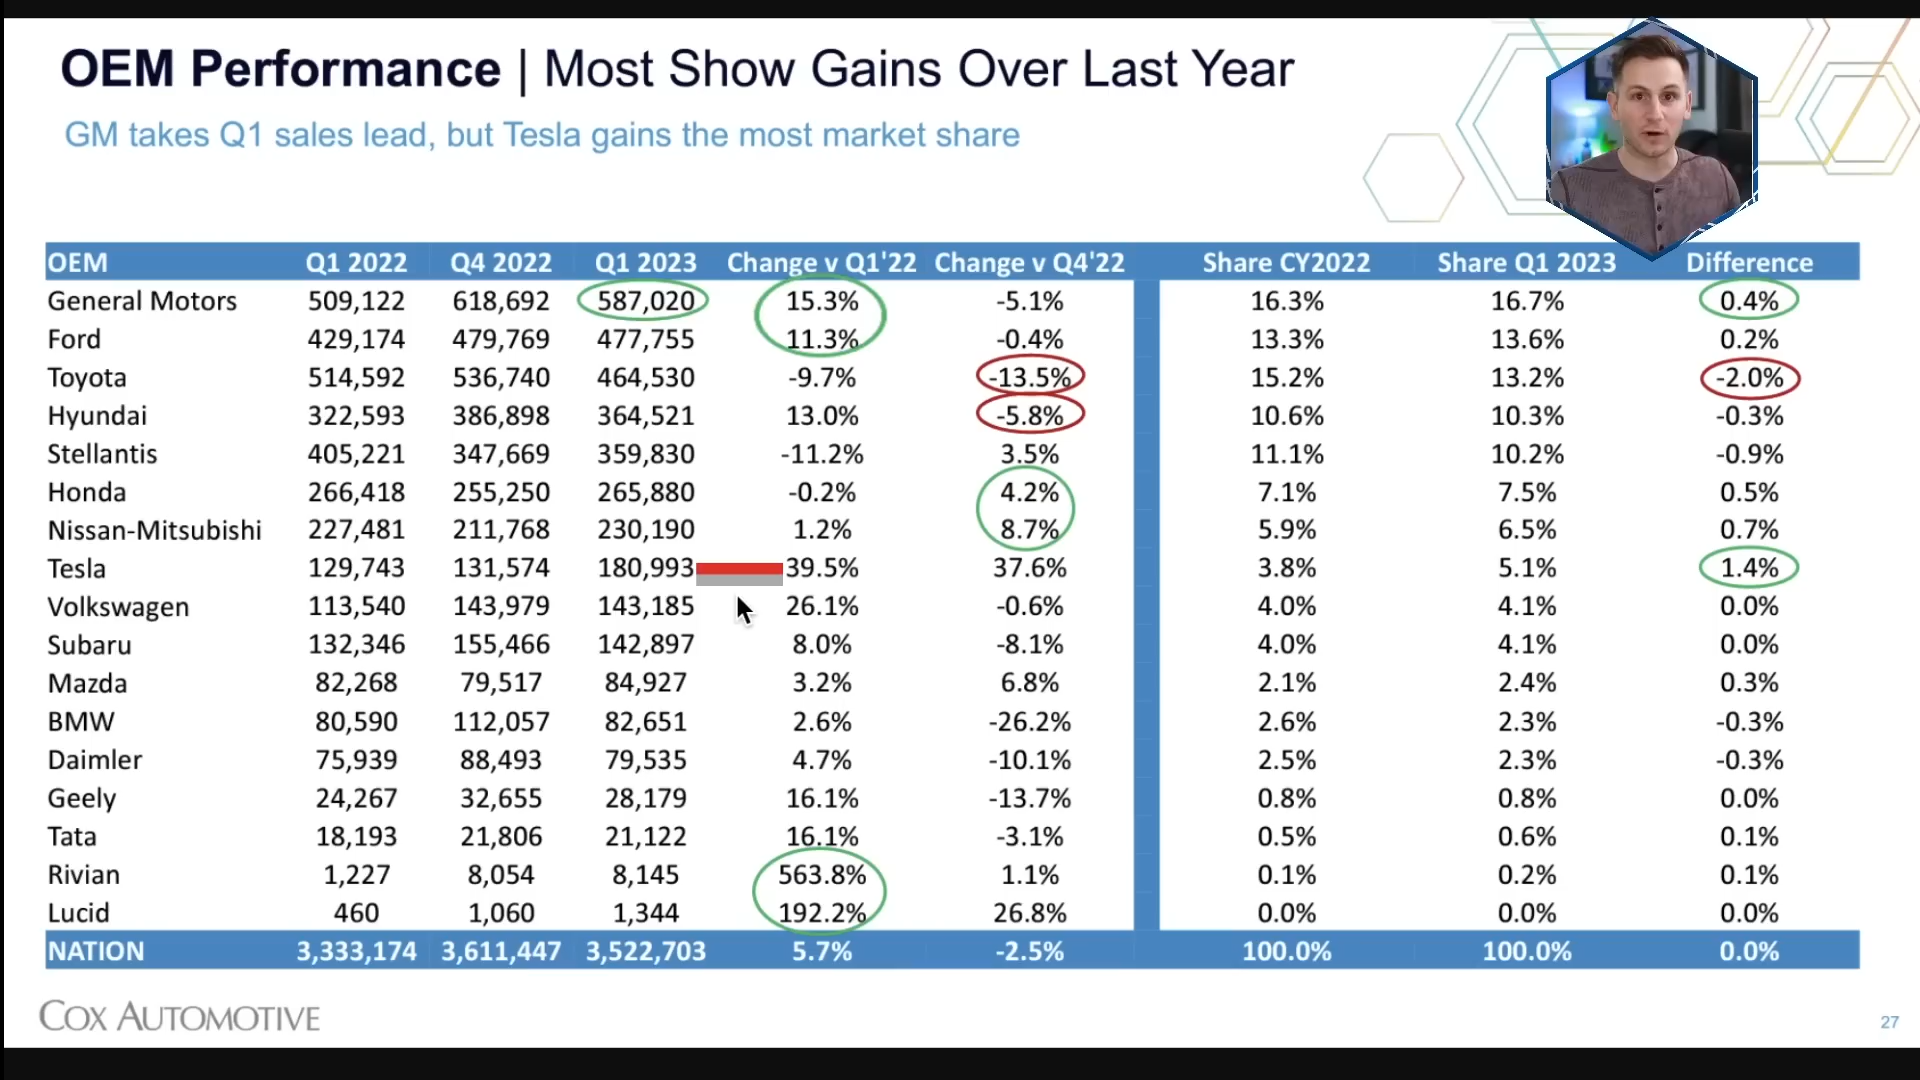 OEM Performance | Most Show Gains Over Last Year
GM takes Q1 sales lead, but Tesla gains the most market share
OEM Q1 2022 Q4 2022 Q1 2023 Change v Q1'22 Change v Q4'22 Share CY2022 Share Q1 2023 Difference
General Motors 509,122 618,692 587,020 15.3% -5.1% 16.3% 16.7% 0.4%
Ford 429,174 479,769 477,755 11.3% -0.4% 13.3% 13.6% 0.2%
Toyota 514,592 536,740 464,530 -9.7% -13.5% 15.2% 13.2% -2.0%
Hyundai 322,593 386,898 364,521 13.0% -5.8% 10.6% 10.3% -0.3%
Stellantis 405,221 347,669 359,830 -11.2% 3.5% 11.1% 10.2% -0.9%
Honda 266,418 255,250 265,880 -0.2% 4.2% 7.1% 7.5% 0.5%
Nissan-Mitsubishi 227,481 211,768 230,190 1.2% 8.7% 5.9% 6.5% 0.7%
Tesla 129,743 131,574 180,993 39.5% 37.6% 3.8% 5.1% 1.4%
Volkswagen 113,540 143,979 143,185 26.1% -0.6% 4.0% 4.1% 0.0%
Subaru 132,346 155,466 142,897 8.0% -8.1% 4.0% 4.1% 0.0%
Mazda 82,268 79,517 84,927 3.2% 6.8% 2.1% 2.4% 0.3%
BMW 80,590 112,057 82,651 2.6% -26.2% 2.6% 2.3% -0.3%
Daimler 75,939 88,493 79,535 4.7% -10.1% 2.5% 2.3% -0.3%
Geely 24,267 32,655 28,179 16.1% -13.7% 0.8% 0.8% 0.0%
Tata 18,193 21,806 21,122 16.1% -3.1% 0.5% 0.6% 0.1%
Rivian 1,227 8,054 8,145 563.8% 1.1% 0.1% 0.2% 0.1%
Lucid 460 1,060 1,344 192.2% 26.8% 0.0% 0.0% 0.0%
NATION 3,333,174 3,611,447 3,522,703 5.7% -2.5% 100.0% 100.0% 0.0%
COX AUTOMOTIVE
27